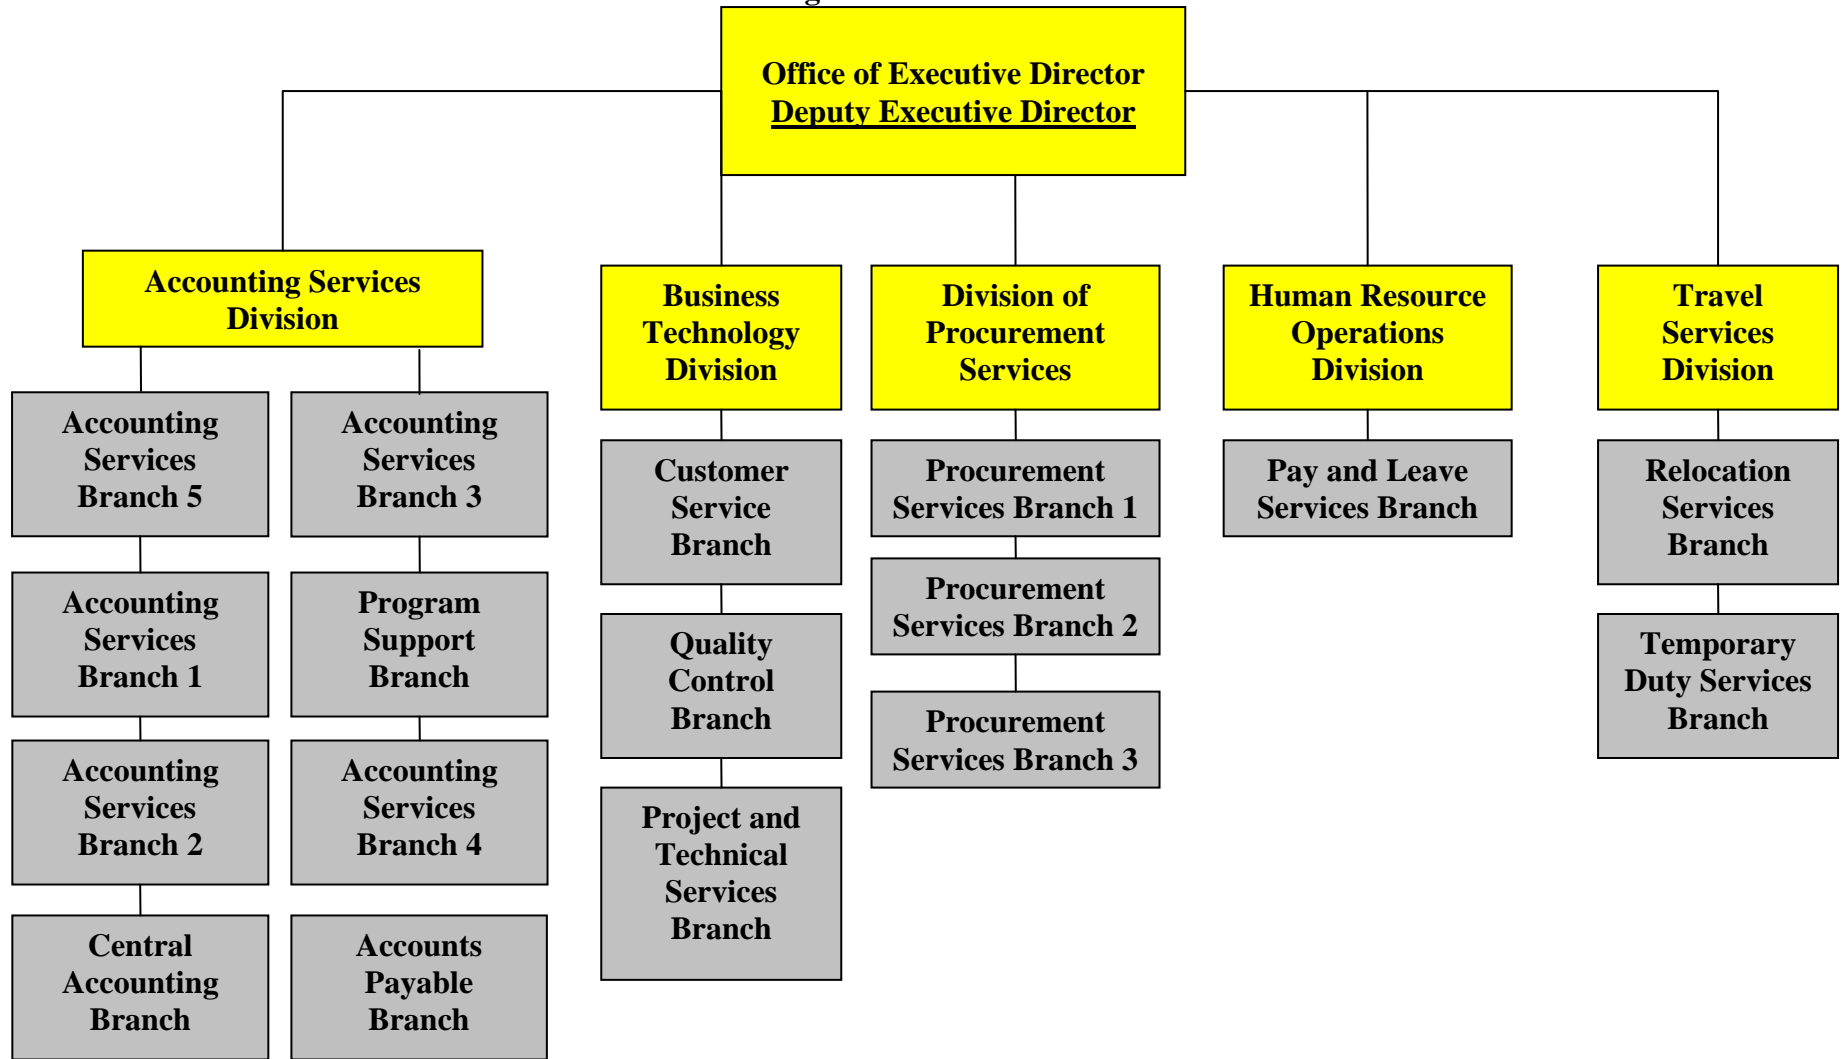 Office of Executive Director
Deputy Executive Director
Accounting Services
Division
Business
Technology
Division
Division of
Procurement
Services
Human Resource
Operations
Division
Travel
Services
Division
Accounting
Services
Branch 5
Accounting
Services
Branch 3
Customer
Service
Branch
Procurement
Services Branch 1
Pay and Leave
Services Branch
Relocation
Services
Branch
Accounting
Services
Branch 1
Program
Support
Branch
Quality
Control
Branch
Procurement
Services Branch 2
Temporary
Duty Services
Branch
Accounting
Services
Branch 2
Accounting
Services
Branch 4
Project and
Technical
Services
Branch
Procurement
Services Branch 3
Central
Accounting
Branch
Accounts
Payable
Branch